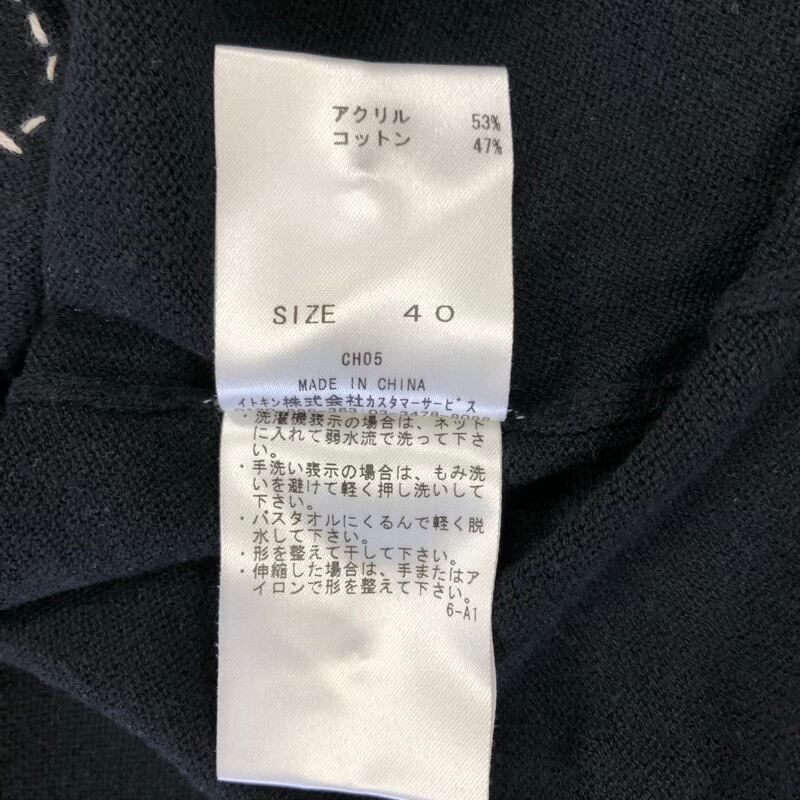 アクリル 53%
コットン 47%
SIZE 40
CH05
MADE IN CHINA
イトキン株式会社カスタマーサービス
・洗濯機表示の場合は、ネット
に入れて弱水流で洗って下さ
い。
・手洗い表示の場合は、もみ洗
いを避けて軽く押し洗いして
下さい。
・バスタオルにくるんで軽く脱
水して下さい。
・形を整えて干して下さい。
・伸縮した場合は、手またはア
イロンで形を整えて下さい。
6-A1